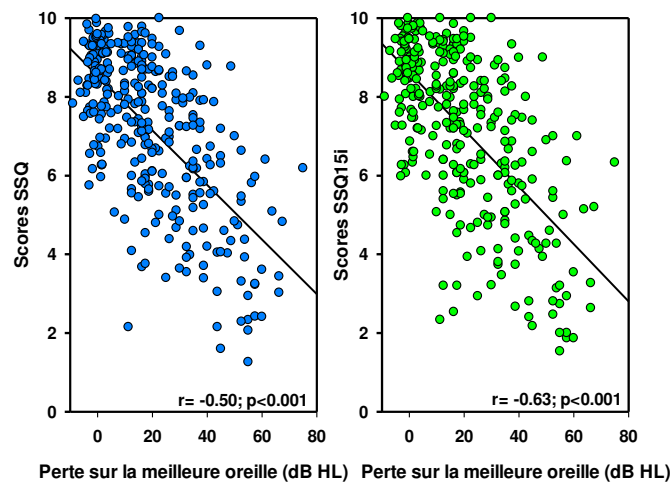 Scores SSQ
10
8
6
4
2
0
r= -0.50; p<0.001
0 20 40 60 80
Perte sur la meilleure oreille (dB HL)
Scores SSQ15i
10
8
6
4
2
0
r= -0.63; p<0.001
0 20 40 60 80
Perte sur la meilleure oreille (dB HL)